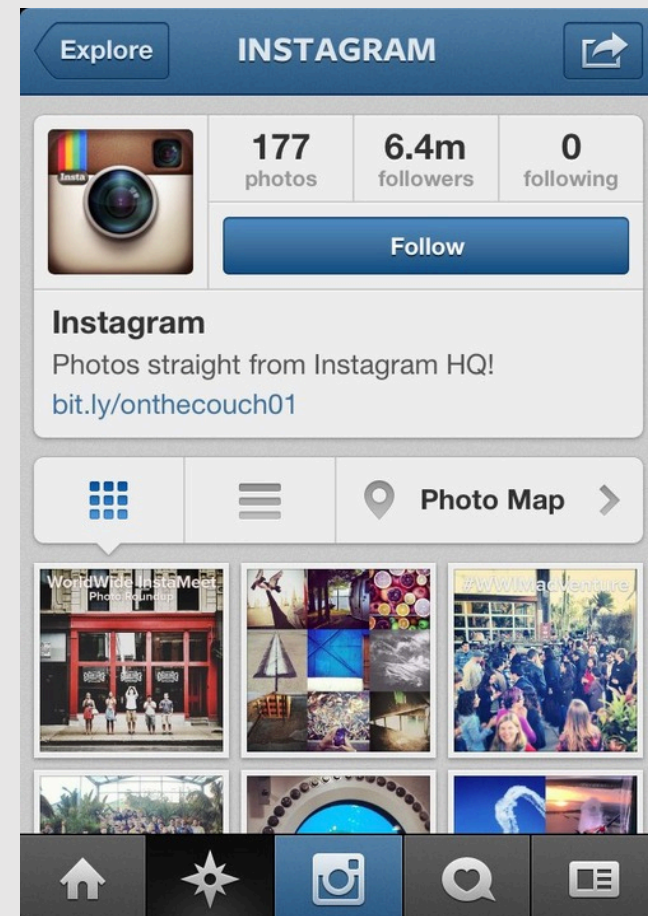 Explore
INSTAGRAM
177
photos
6.4m
followers
0
following
Insta
Follow
Instagram
Photos straight from Instagram HQ!
bit.ly/onthecouch01
Photo Map
WorldWide InstaMeet
Photo Roundup
#WWIMadventure